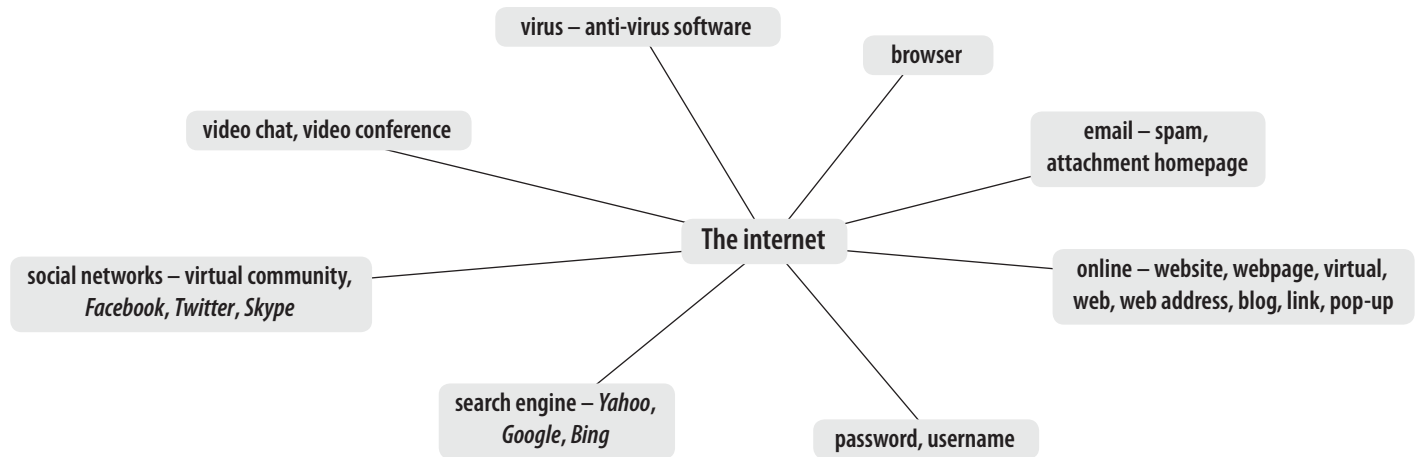 virus – anti-virus software
browser
video chat, video conference
email – spam,
attachment homepage
The internet
social networks – virtual community,
Facebook, Twitter, Skype
online – website, webpage, virtual,
web, web address, blog, link, pop-up
search engine – Yahoo,
Google, Bing
password, username